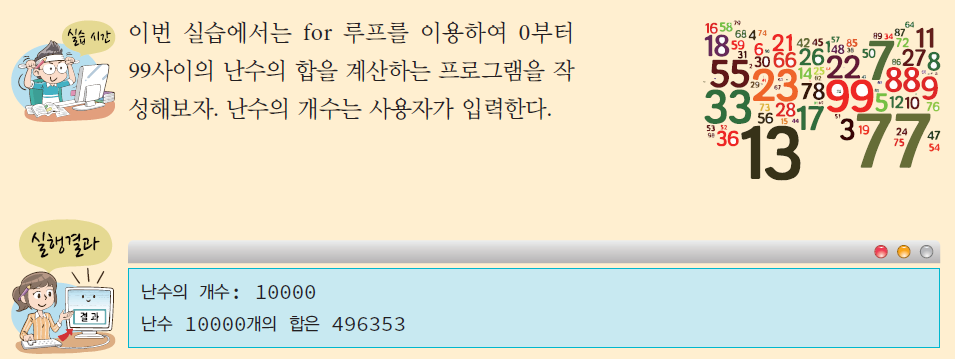 실습 시간
이번 실습에서는 for 루프를 이용하여 0부터
99사이의 난수의 합을 계산하는 프로그램을 작
성해보자. 난수의 개수는 사용자가 입력한다.
16 58 79 68 4 74
18 59 31 6 21 42 45 148 85 50 89 34 87 72 64 11
55 30 66 26 22 7 86 27 8
23 14 25 78 99 88 9
33 73 56 28 17 5 12 10 76
53 52 36 13 3 19 77 24 75 47 54
실행결과
결과
난수의 개수: 10000
난수 10000개의 합은 496353